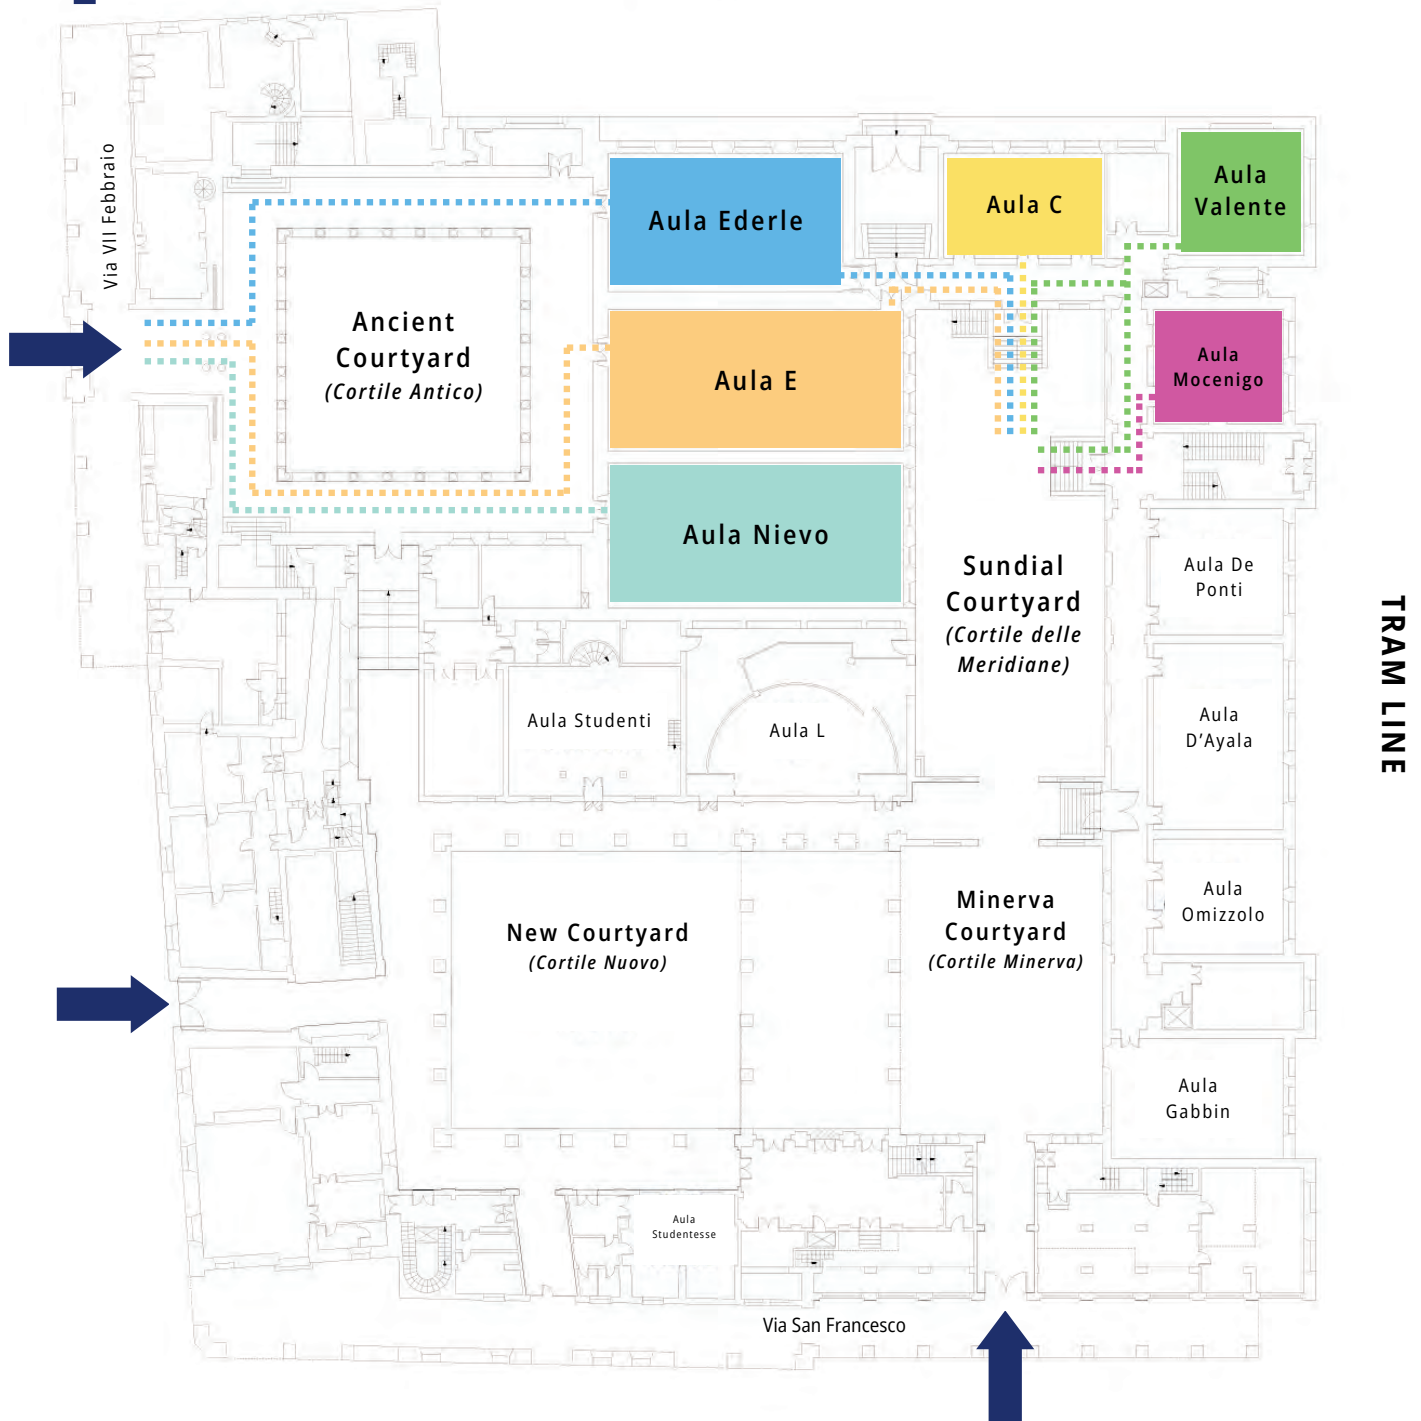 Via VII Febbraio
Aula Ederle
Aula C
Aula
Valente
Ancient
Courtyard
(Cortile Antico)
Aula E
Aula
Mocenigo
Aula Nievo
Sundial
Courtyard
(Cortile delle
Meridiane)
Aula De
Ponti
TRAM LINE
Aula Studenti
Aula L
Aula
D’Ayala
New Courtyard
(Cortile Nuovo)
Minerva
Courtyard
(Cortile Minerva)
Aula
Omizzolo
Aula
Gabbin
Aula
Studentesse
Via San Francesco